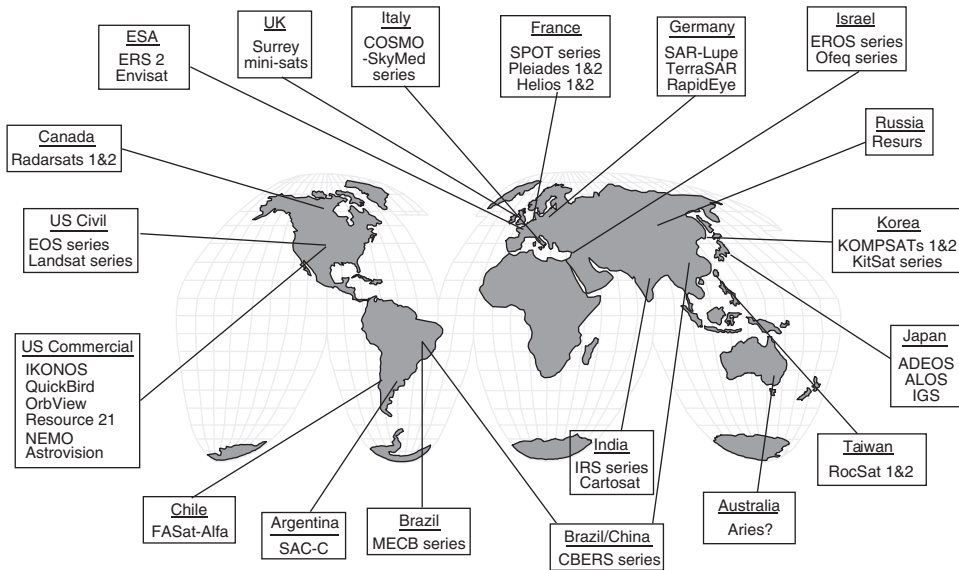 ESA
ERS 2
Envisat
UK
Surrey
mini-sats
Italy
COSMO
-SkyMed
series
France
SPOT series
Pleiades 1&2
Helios 1&2
Germany
SAR-Lupe
TerraSAR
RapidEye
Israel
EROS series
Ofeq series
Canada
Radarsats 1&2
Russia
Resurs
US Civil
EOS series
Landsat series
Korea
KOMPSATs 1&2
KitSat series
US Commercial
IKONOS
QuickBird
OrbView
Resource 21
NEMO
Astrovision
Japan
ADEOS
ALOS
IGS
India
IRS series
Cartosat
Taiwan
RocSat 1&2
Chile
FASat-Alfa
Argentina
SAC-C
Brazil
MECB series
Brazil/China
CBERS series
Australia
Aries?